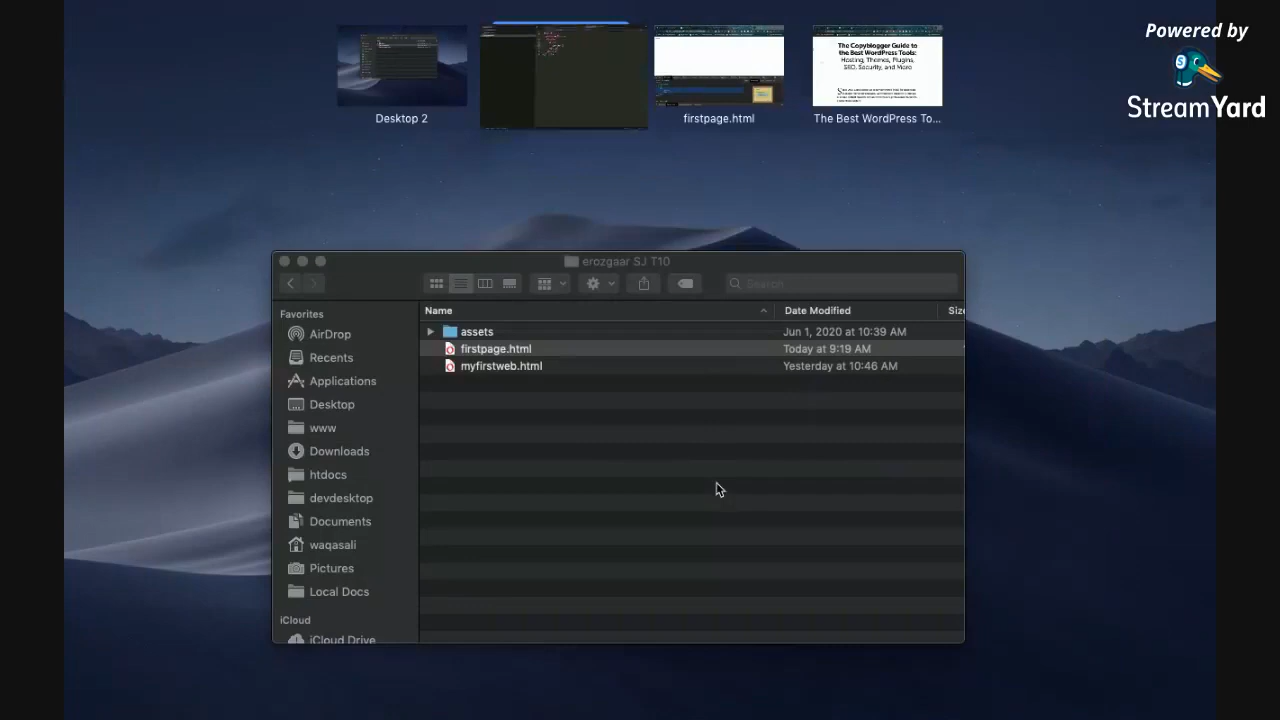 Powered by
StreamYard
Desktop 2
firstpage.html
The Best WordPress To...
The Copyblogger Guide to
the Best WordPress Tools:
Hosting, Themes, Plugins,
SEO, Security, and More
erozgaar SJ T10
Search
Favorites
AirDrop
Recents
Applications
Desktop
www
Downloads
htdocs
devdesktop
Documents
waqasali
Pictures
Local Docs
iCloud
iCloud Drive
Name
Date Modified
assets
Jun 1, 2020 at 10:39 AM
firstpage.html
Today at 9:19 AM
myfirstweb.html
Yesterday at 10:46 AM